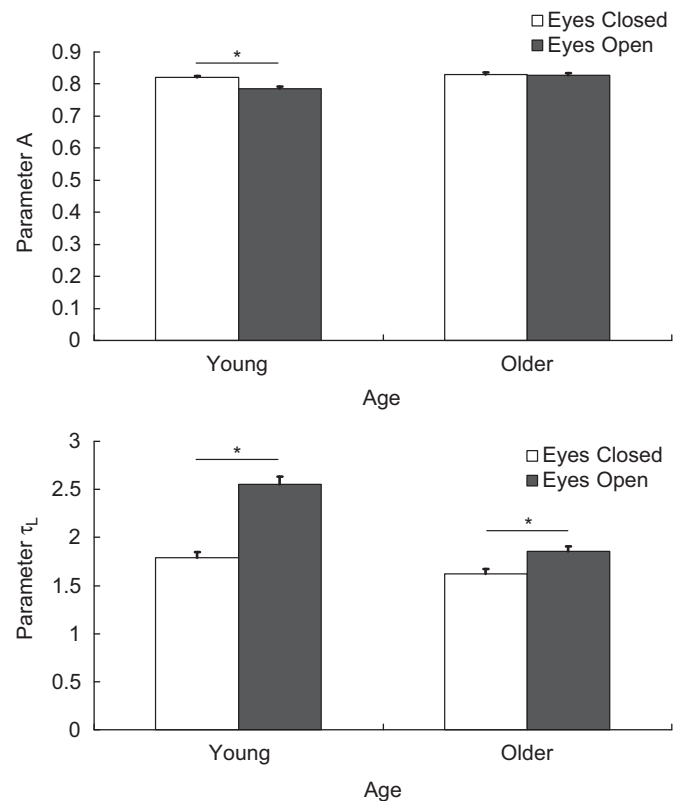 Eyes Closed
Eyes Open
0.9
0.8
0.7
0.6
0.5
0.4
0.3
0.2
0.1
0
Parameter A
*
Young Older
Age
Eyes Closed
Eyes Open
3
2.5
2
1.5
1
0.5
0
Parameter τL
*
*
Young Older
Age